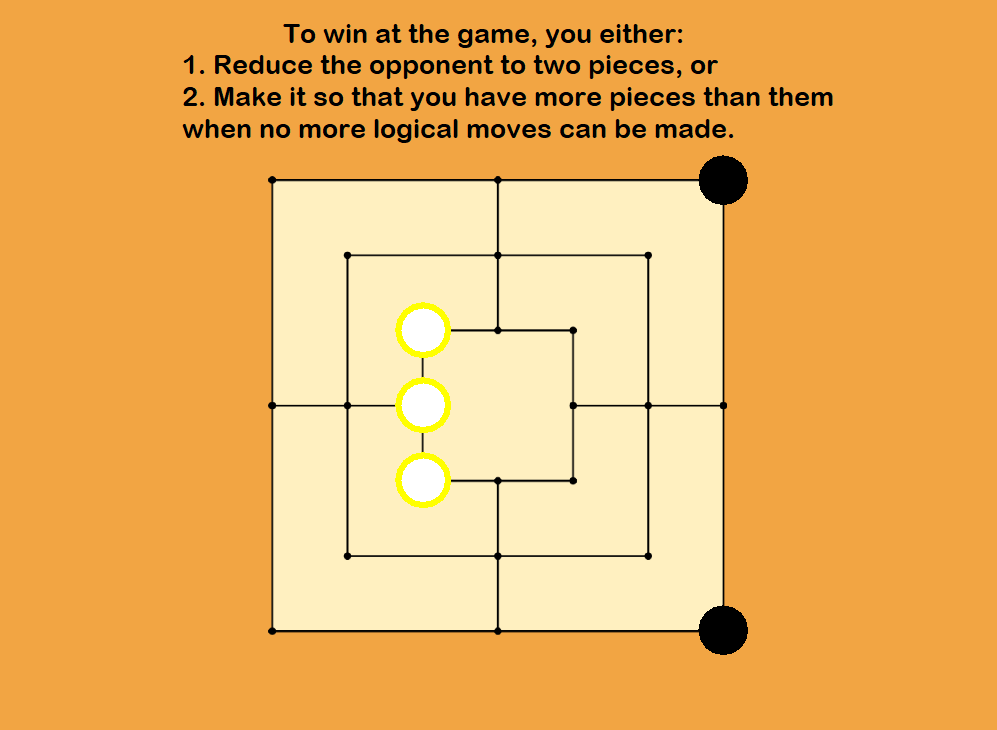 To win at the game, you either:
1. Reduce the opponent to two pieces, or
2. Make it so that you have more pieces than them
when no more logical moves can be made.